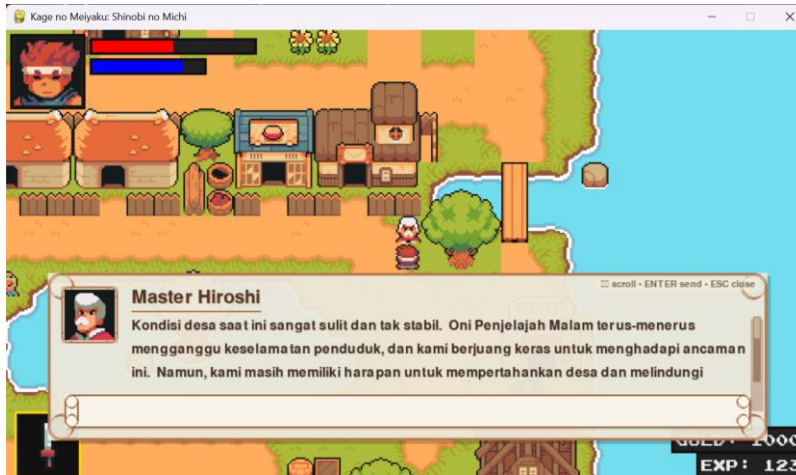 Kage no Meiyaku: Shinobi no Michi
scroll • ENTER send • ESC close
Master Hiroshi
Kondisi desa saat ini sangat sulit dan tak stabil. Oni Penjelajah Malam terus-menerus
mengganggu keselamatan penduduk, dan kami berjuang keras untuk menghadapi ancaman
ini. Namun, kami masih memiliki harapan untuk mempertahankan desa dan melindungi
EXP: 123